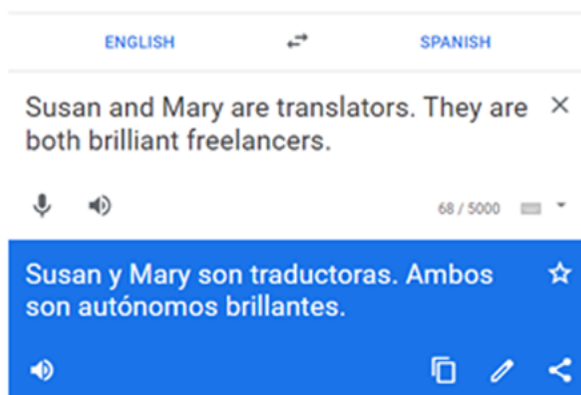 ENGLISH SPANISH
Susan and Mary are translators. They are
both brilliant freelancers.
68 / 5000
Susan y Mary son traductoras. Ambos
son autónomos brillantes.